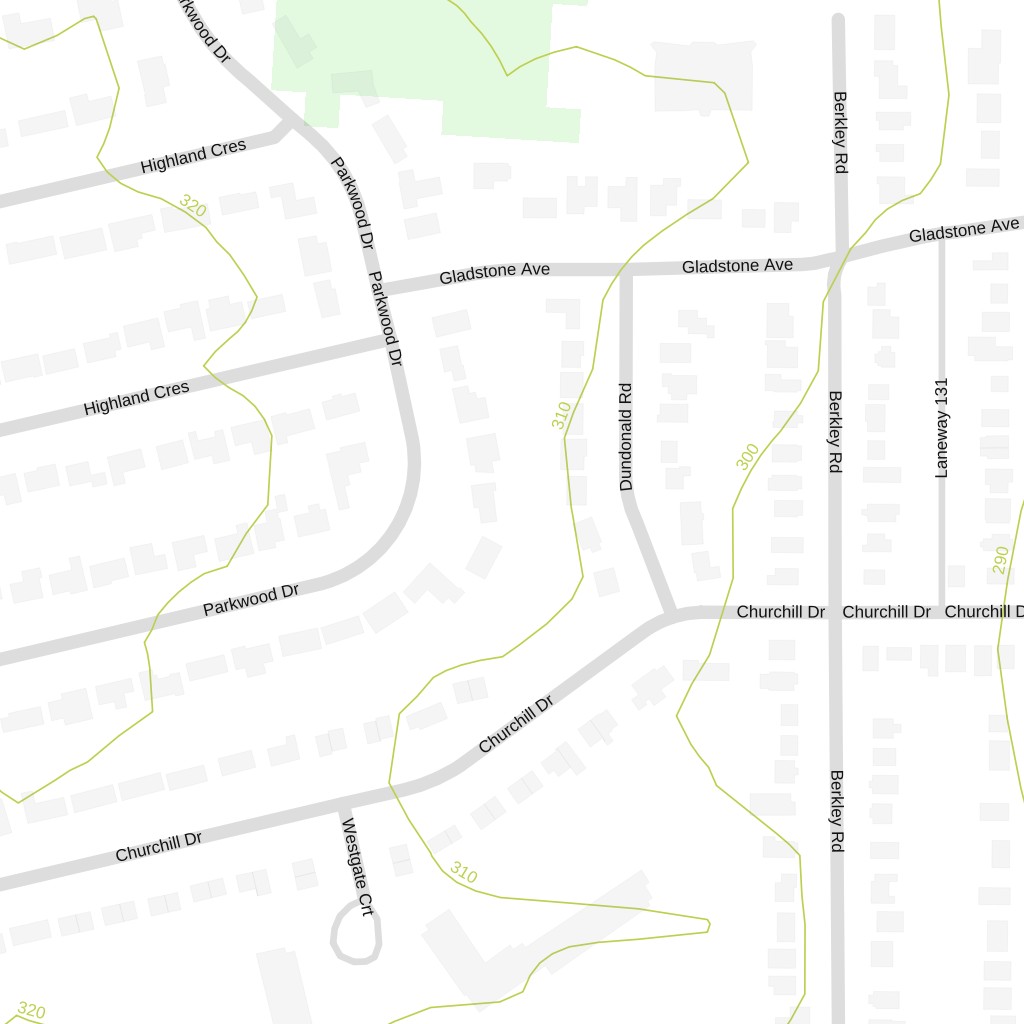 rkwood Dr
Berkley Rd
Highland Cres
Parkwood Dr
320
Gladstone Ave
Gladstone Ave
Gladstone Ave
Parkwood Dr
Highland Cres
Dundonald Rd
310
Berkley Rd
Laneway 131
300
290
Parkwood Dr
Churchill Dr
Churchill Dr
Churchill D
Churchill Dr
Berkley Rd
Churchill Dr
Westgate Crt
310
320